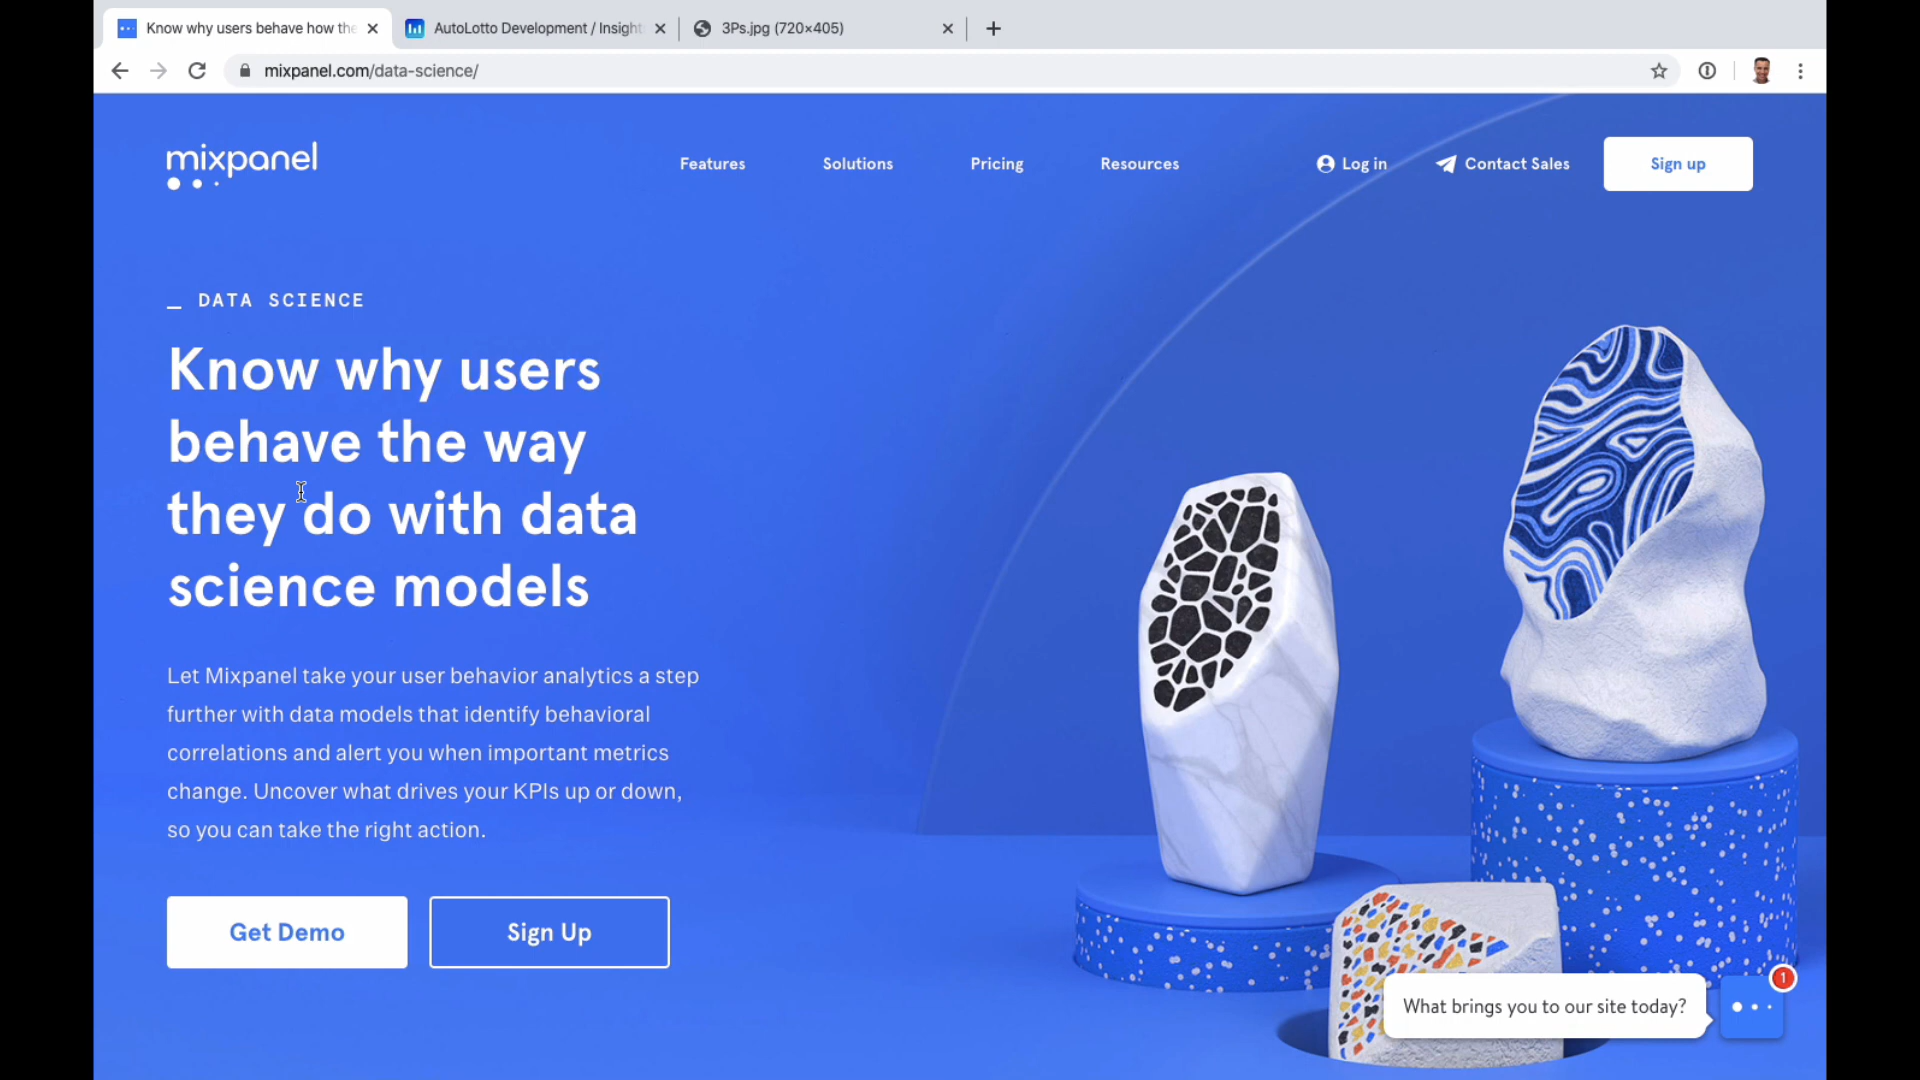 Know why users behave how the
AutoLotto Development / Insight
3Ps.jpg (720×405)
mixpanel.com/data-science/
mixpanel
Features
Solutions
Pricing
Resources
Log in
Contact Sales
Sign up
_ DATA SCIENCE
Know why users
behave the way
they do with data
science models
Let Mixpanel take your user behavior analytics a step
further with data models that identify behavioral
correlations and alert you when important metrics
change. Uncover what drives your KPIs up or down,
so you can take the right action.
Get Demo
Sign Up
What brings you to our site today?
1